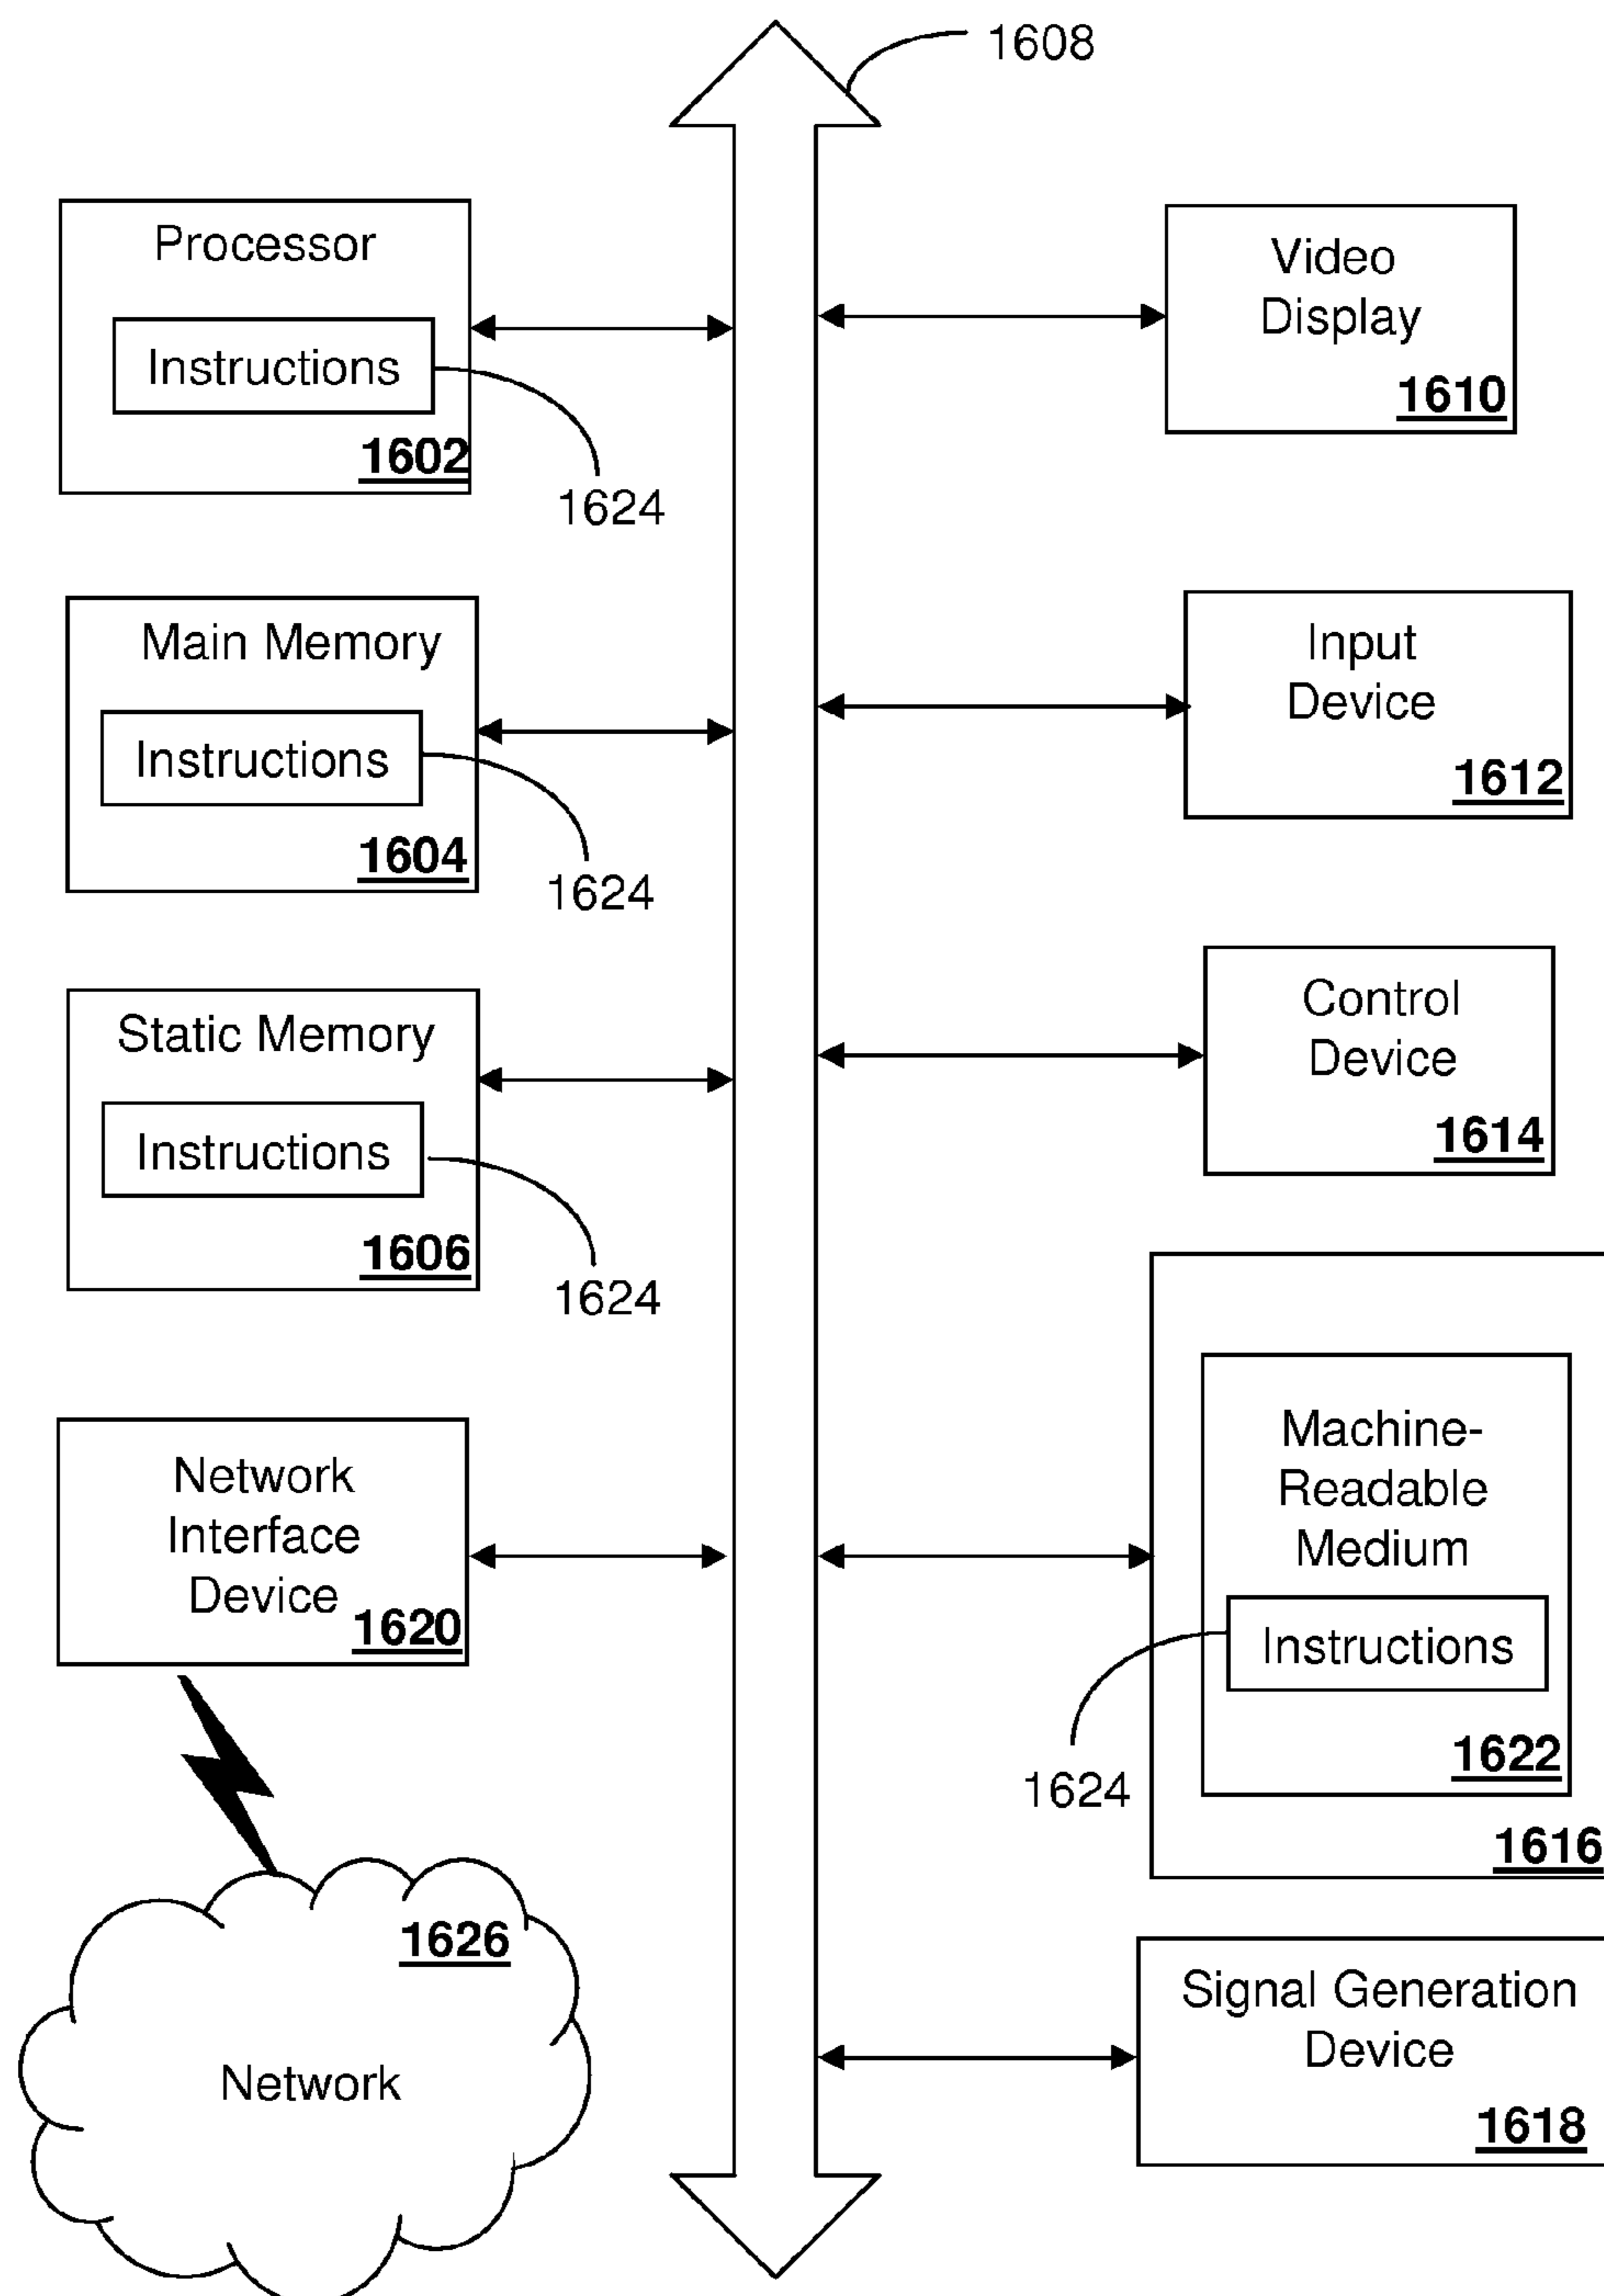 1608
Processor
Instructions
1602
1624
Main Memory
Instructions
1604
1624
Static Memory
Instructions
1606
1624
Network
Interface
Device
1620
1626
Network
Video
Display
1610
Input
Device
1612
Control
Device
1614
Machine-
Readable
Medium
Instructions
1622
1624
1616
Signal Generation
Device
1618